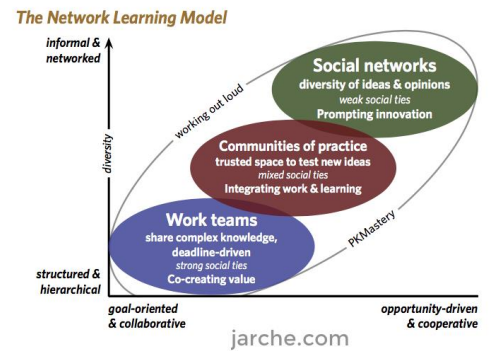 The Network Learning Model
informal &
networked
Social networks
diversity of ideas & opinions
weak social ties
Prompting innovation
working out loud
diversity
Communities of practice
trusted space to test new ideas
mixed social ties
Integrating work & learning
Work teams
share complex knowledge,
deadline-driven
strong social ties
Co-creating value
PKMastery
structured &
hierarchical
goal-oriented
& collaborative
opportunity-driven
& cooperative
jarche.com